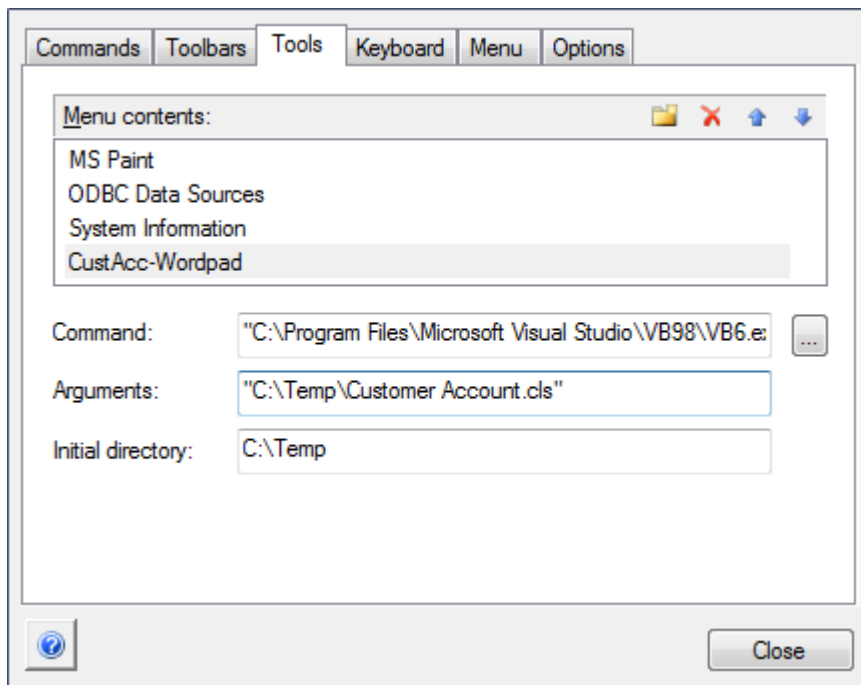 Commands Toolbars Tools Keyboard Menu Options
Menu contents:
MS Paint
ODBC Data Sources
System Information
CustAcc-Wordpad
Command: "C:\Program Files\Microsoft Visual Studio\VB98\VB6.ex ...
Arguments: "C:\Temp\Customer Account.cls"
Initial directory: C:\Temp
Close